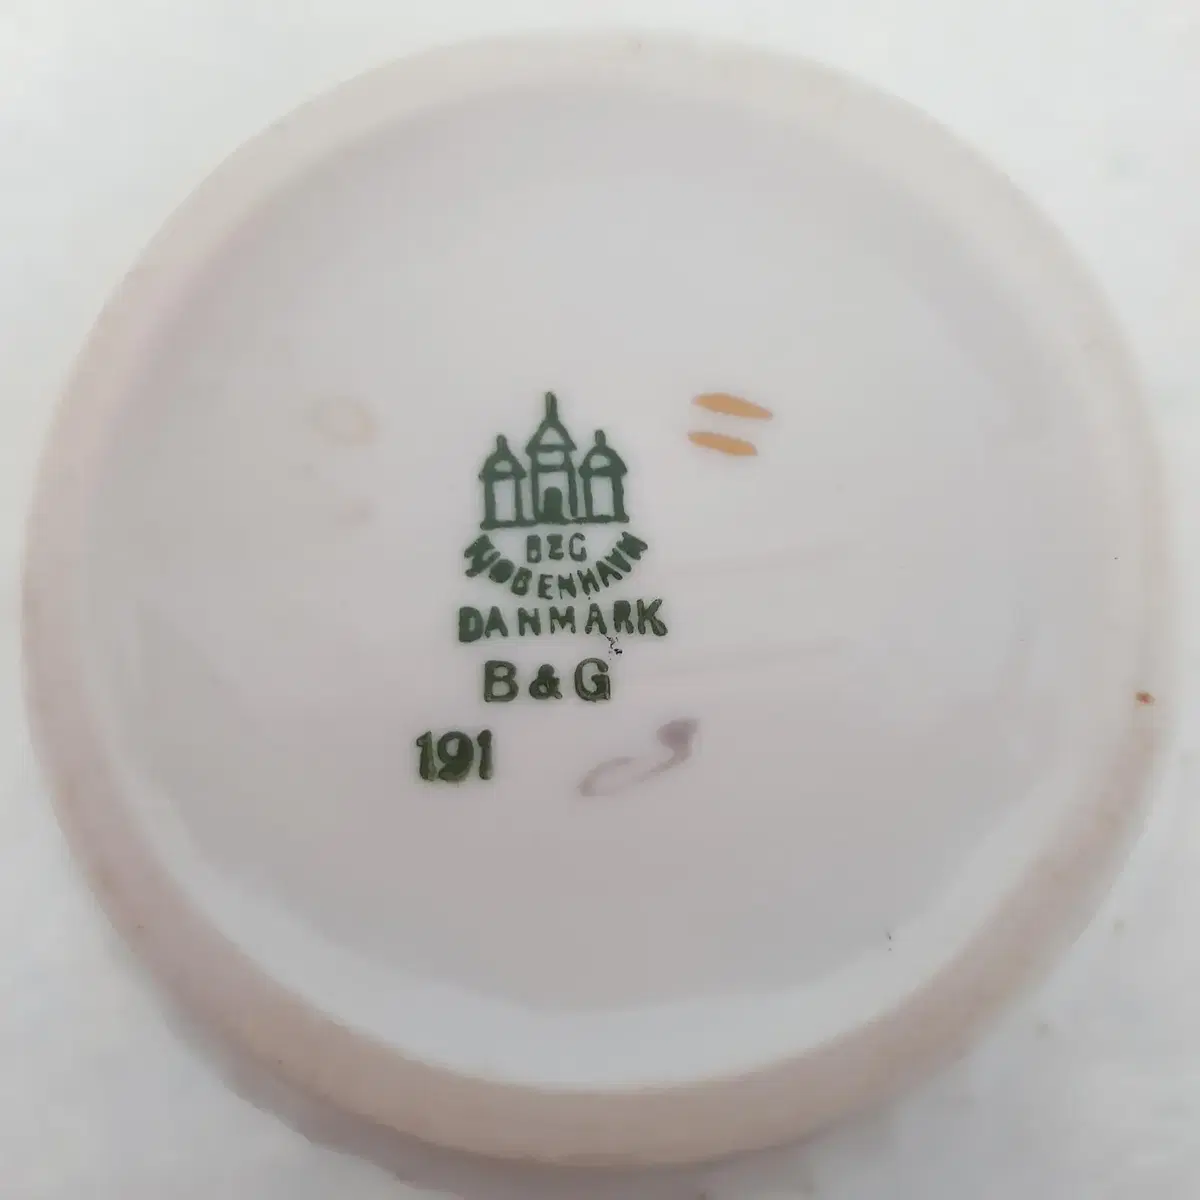 B&G
KJØBENHAVN
DANMARK
B & G
191